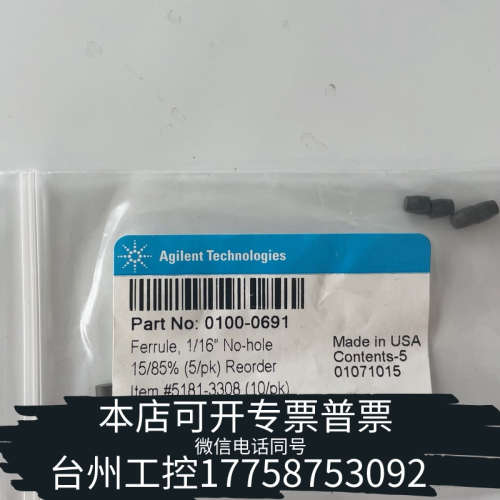 Agilent Technologies
Part No: 0100-0691
Ferrule, 1/16" No-hole
15/85% (5/pk) Reorder
Item #5181-3308 (10/pk)
Made in USA
Contents-5
01071015
本店可开专票普票
微信电话同号
台州工控17758753092